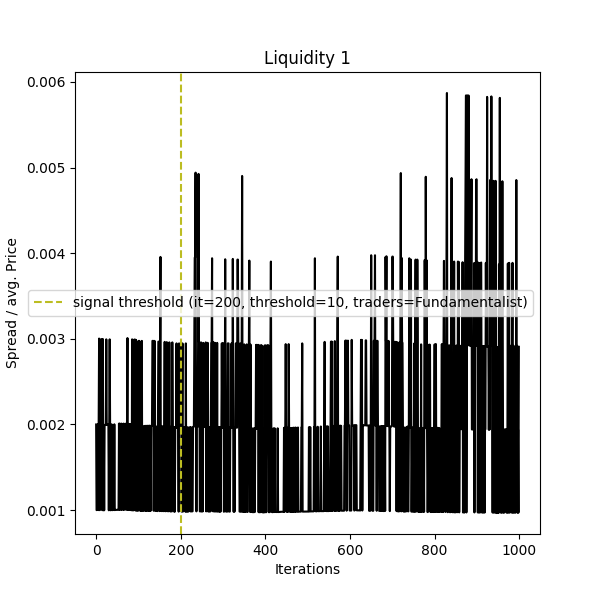 Liquidity 1
0.006
0.005
0.004
0.003
0.002
0.001
Spread / avg. Price
signal threshold (it=200, threshold=10, traders=Fundamentalist)
0 200 400 600 800 1000
Iterations